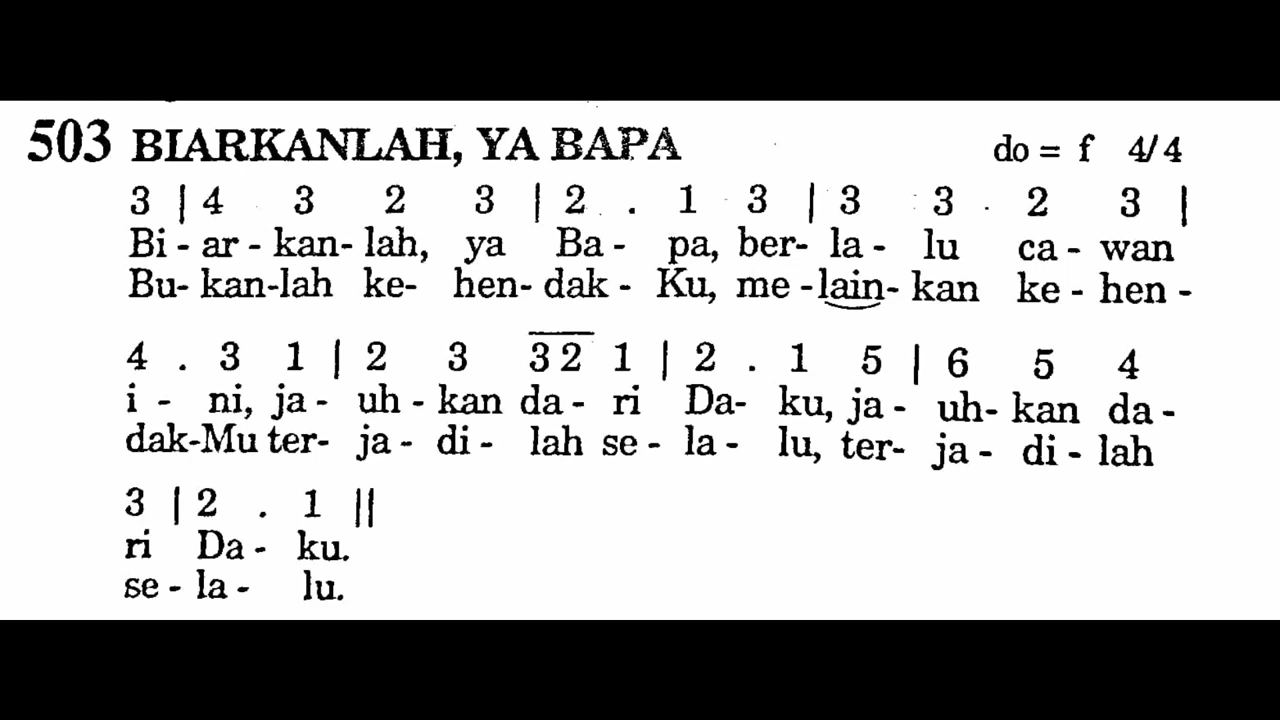 503 BIARKANLAH, YA BAPA do = f 4/4
3 | 4 3 2 3 | 2 . 1 3 | 3 3 2 3 |
Bi - ar - kan- lah, ya Ba - pa, ber- la - lu ca - wan
Bu- kan-lah ke- hen- dak - Ku, me -lain- kan ke - hen -
4 . 3 1 | 2 3 3 2 1 | 2 . 1 5 | 6 5 4
i - ni, ja - uh - kan da - ri Da- ku, ja - uh- kan da -
dak-Mu ter- ja - di - lah se - la - lu, ter- ja - di - lah
3 | 2 . 1 ||
ri Da - ku.
se - la - lu.